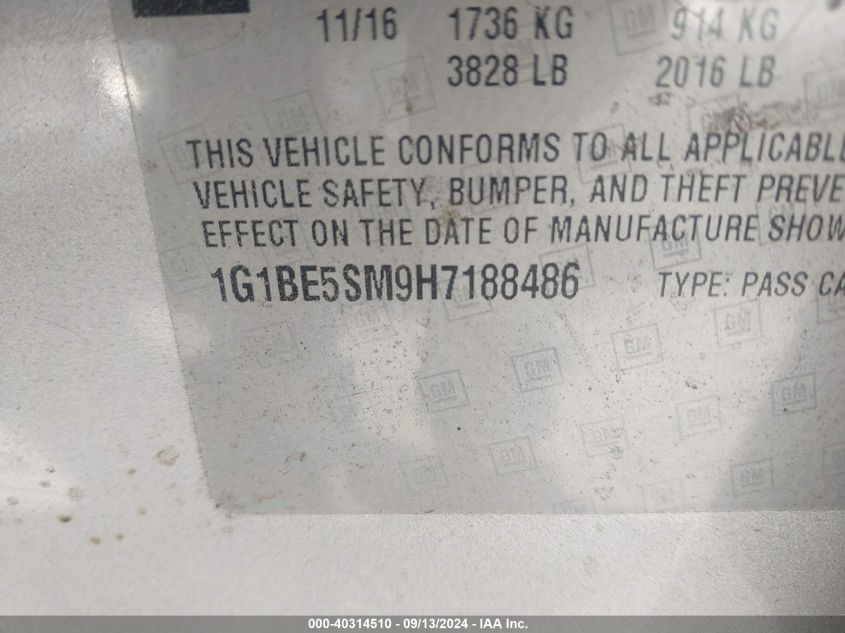 11/16 1736 KG 914 KG
3828 LB 2016 LB
THIS VEHICLE CONFORMS TO ALL APPLICABLE
VEHICLE SAFETY, BUMPER, AND THEFT PREVE
EFFECT ON THE DATE OF MANUFACTURE SHOW
1G1BE5SM9H7188486 TYPE: PASS CA
GM
000-40314510 - 09/13/2024 - IAA Inc.